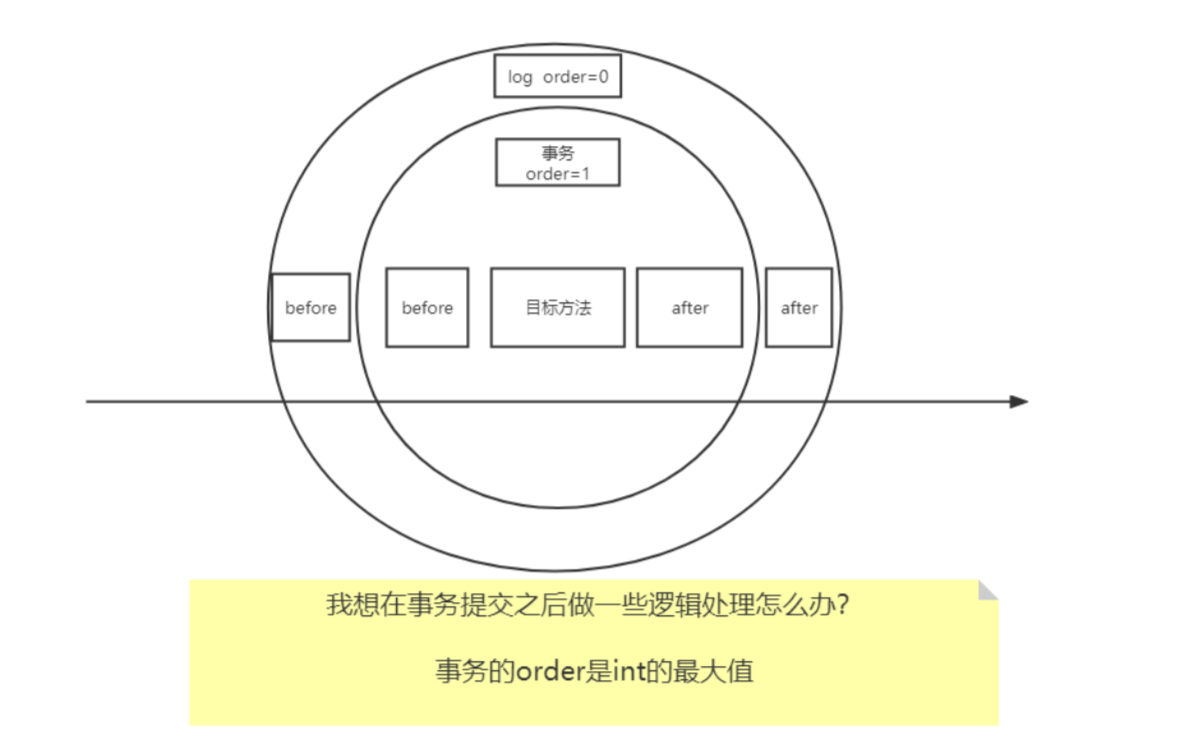 log order=0
事务
order=1
before
before
目标方法
after
after
我想在事务提交之后做一些逻辑处理怎么办?
事务的order是int的最大值